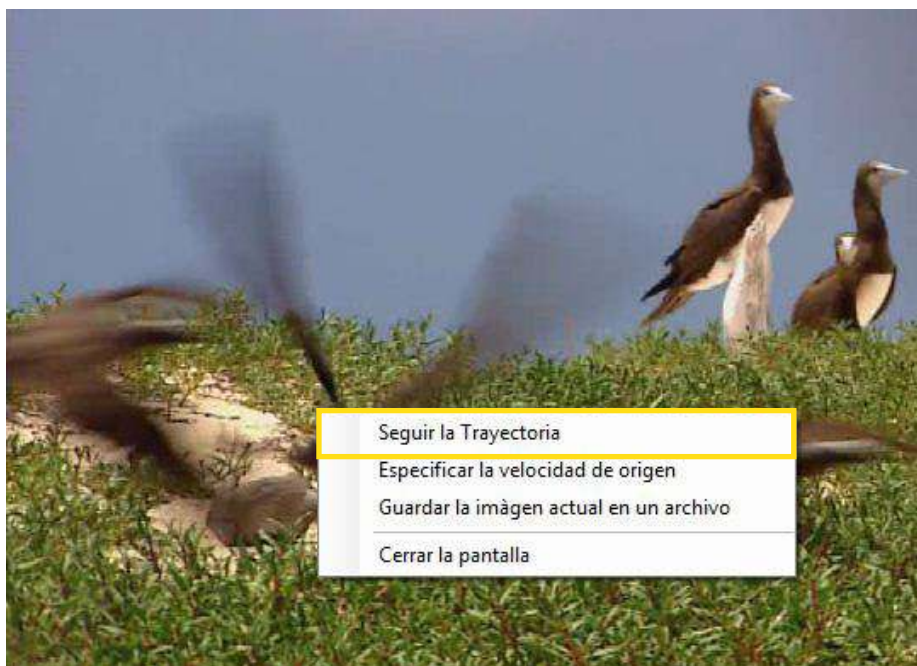 Seguir la Trayectoria
Especificar la velocidad de origen
Guardar la imàgen actual en un archivo
Cerrar la pantalla